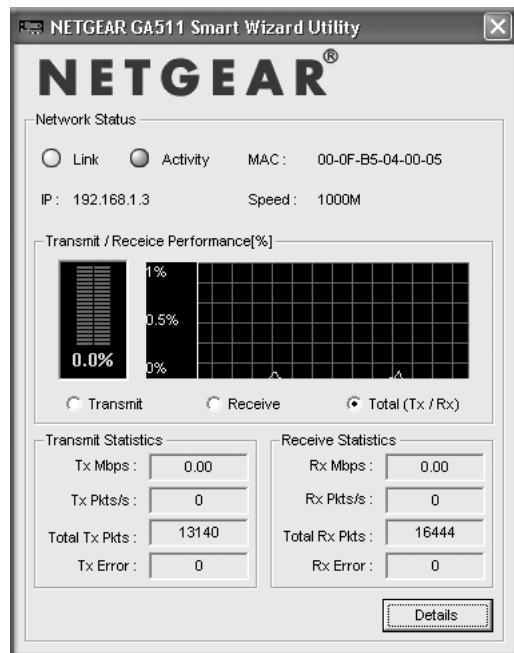 NETGEAR GA511 Smart Wizard Utility
NETGEAR®
Network Status
Link Activity MAC : 00-0F-B5-04-00-05
IP : 192.168.1.3 Speed : 1000M
Transmit / Receice Performance[%]
1%
0.5%
0.0%
0%
Transmit Receive Total (Tx / Rx)
Transmit Statistics
Tx Mbps : 0.00
Tx Pkts/s : 0
Total Tx Pkts : 13140
Tx Error : 0
Receive Statistics
Rx Mbps : 0.00
Rx Pkts/s : 0
Total Rx Pkts : 16444
Rx Error : 0
Details